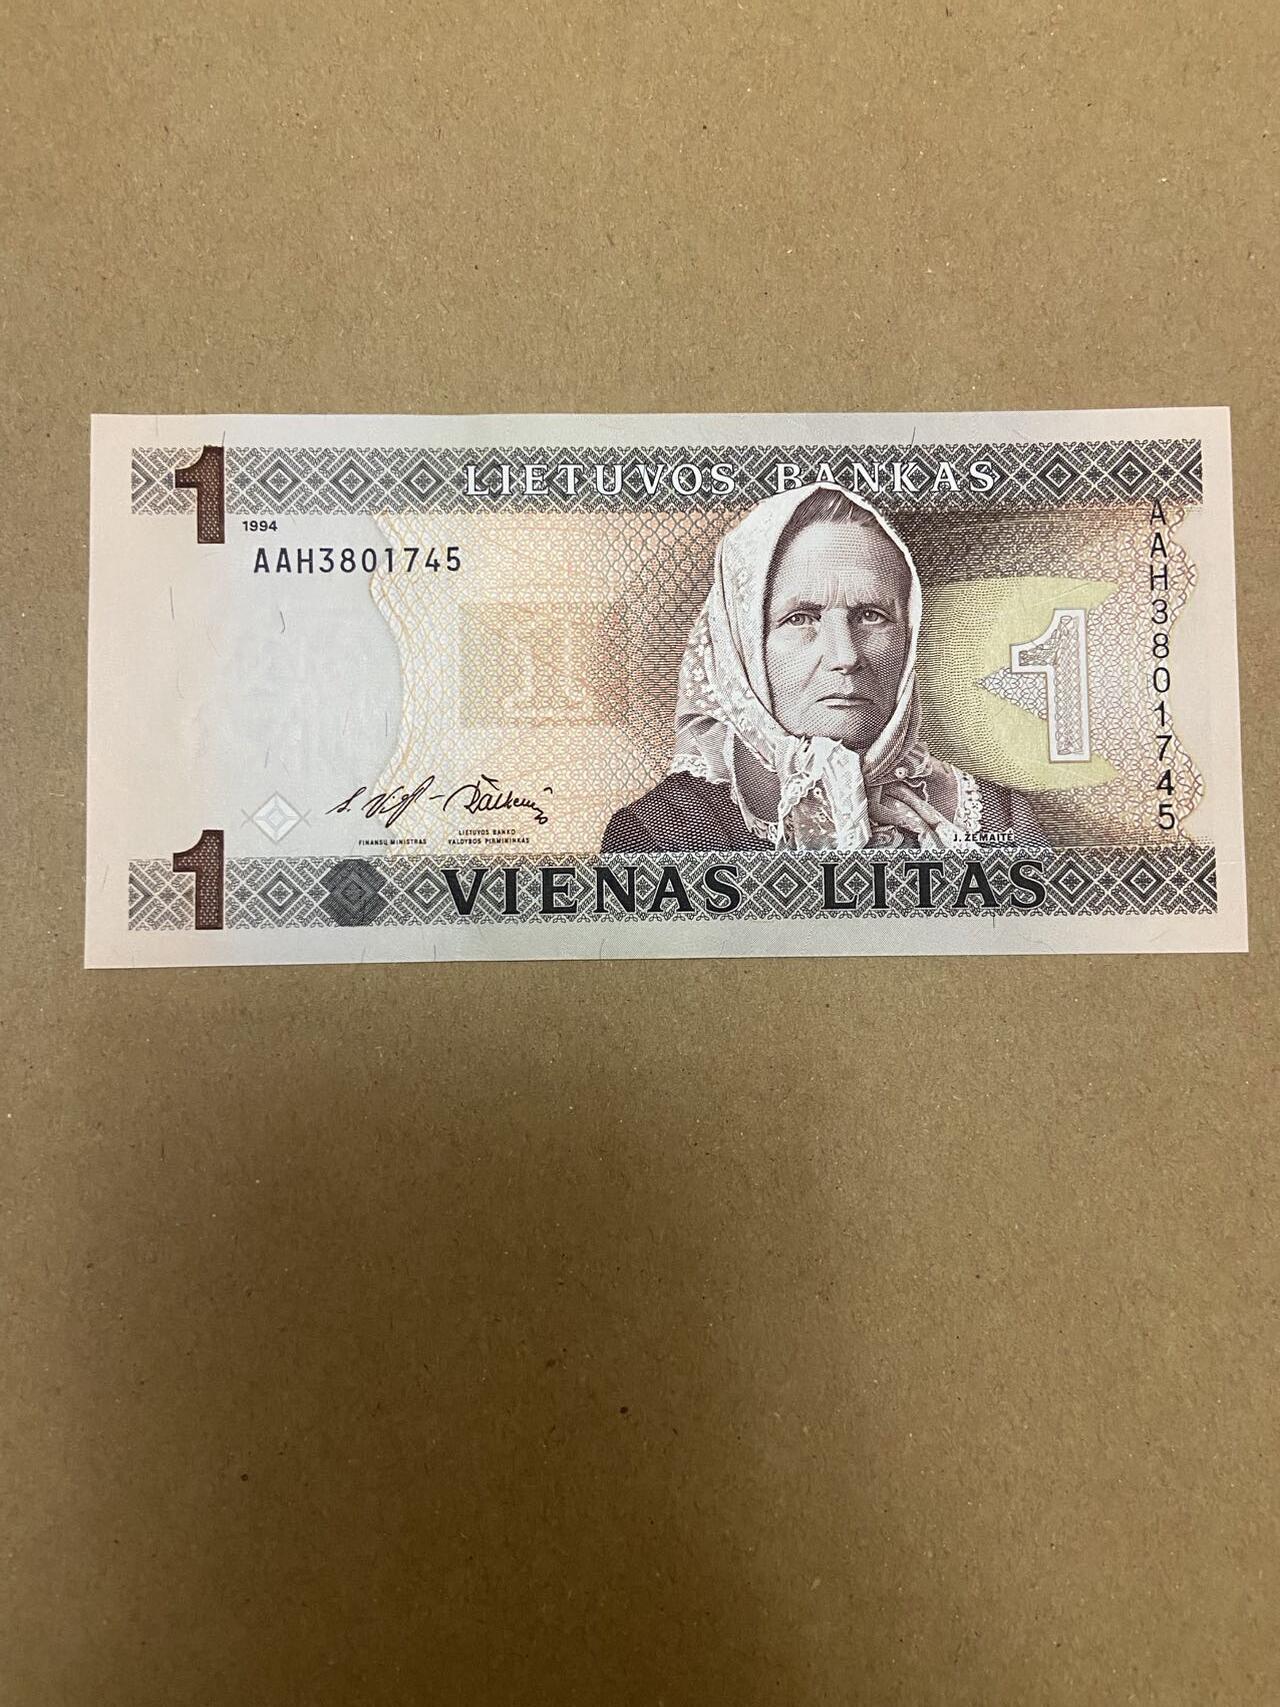 1
LIETUVOS BANKAS
1994
AAH3801745
AAH3801745
1
FINANSŲ MINISTRAS
LIETUVOS BANKO
VALDYBOS PIRMININKAS
J. ŽEMAITĖ
1
VIENAS LITAS